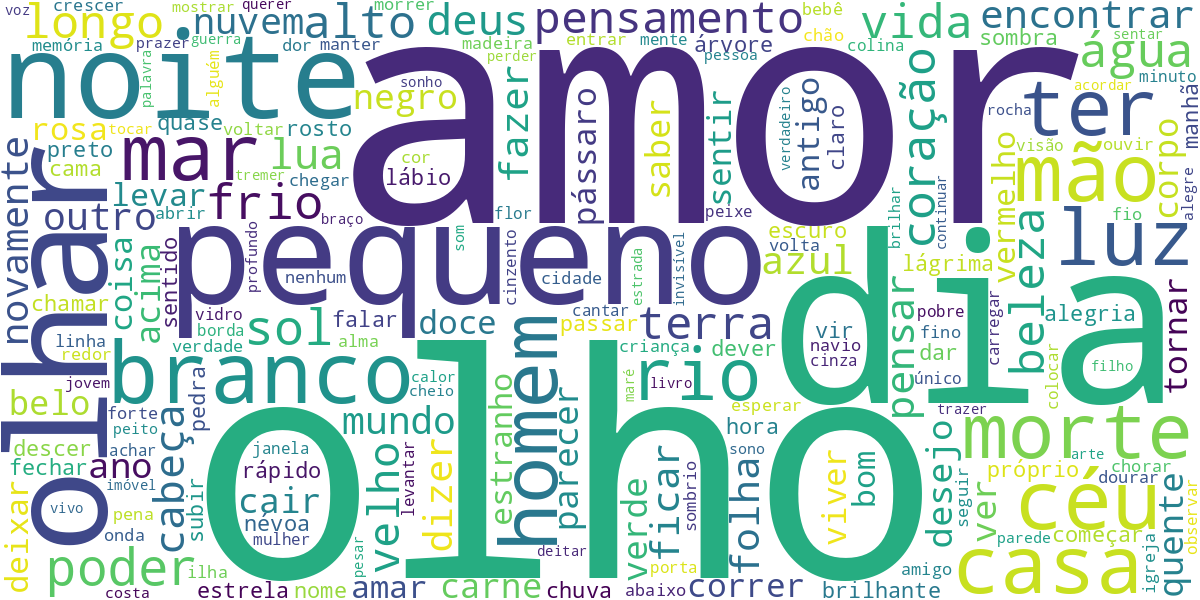 voz crescer mostrar querer morrer bebê
longo nuvem alto deus pensamento vida encontrar
memória prazer guerra dor manter madeira entrar mente árvore chão colina sombra sentar
noite amor água
palavra alguém sonho perder pessoa minuto
negro fazer pássaro saber sentir verdadeiro antigo claro coração acordar ter manhã
rosa tocar quase voltar rosto rocha
preto mar lua cor lábio visão ouvir mão corpo
cama tremer chegar
novamente olhar levar frio braço flor peixe brilhar continuar vermelho fio alegre
outro abrir som escuro luz
coisa acima sentido pequeno profundo nenhum cinzento cidade estrada invisível volta azul lágrima dia beleza
chamar vidro cantar pobre carregar
linha borda sol falar doce homem passar terra vir fino alegria tornar
redor verdade alma criança dever navio pensar dar
jovem branco calor rio livro cinza único colocar filho
belo cheio maré
forte peito pedra olho mundo estranho parecer esperar trazer
descer achar cabeça janela hora sono morte arte
fechar ano rápido velho levantar dizer desejo próprio chorar
imóvel subir cair ficar sombrio folha viver bom seguir ver dourar céu quente
deixar vivo pena névoa verde começar observar
onda mulher parede igreja
poder ilha pesar deitar porta amigo casa
costa estrela nome amar carne chuva abaixo correr brilhante